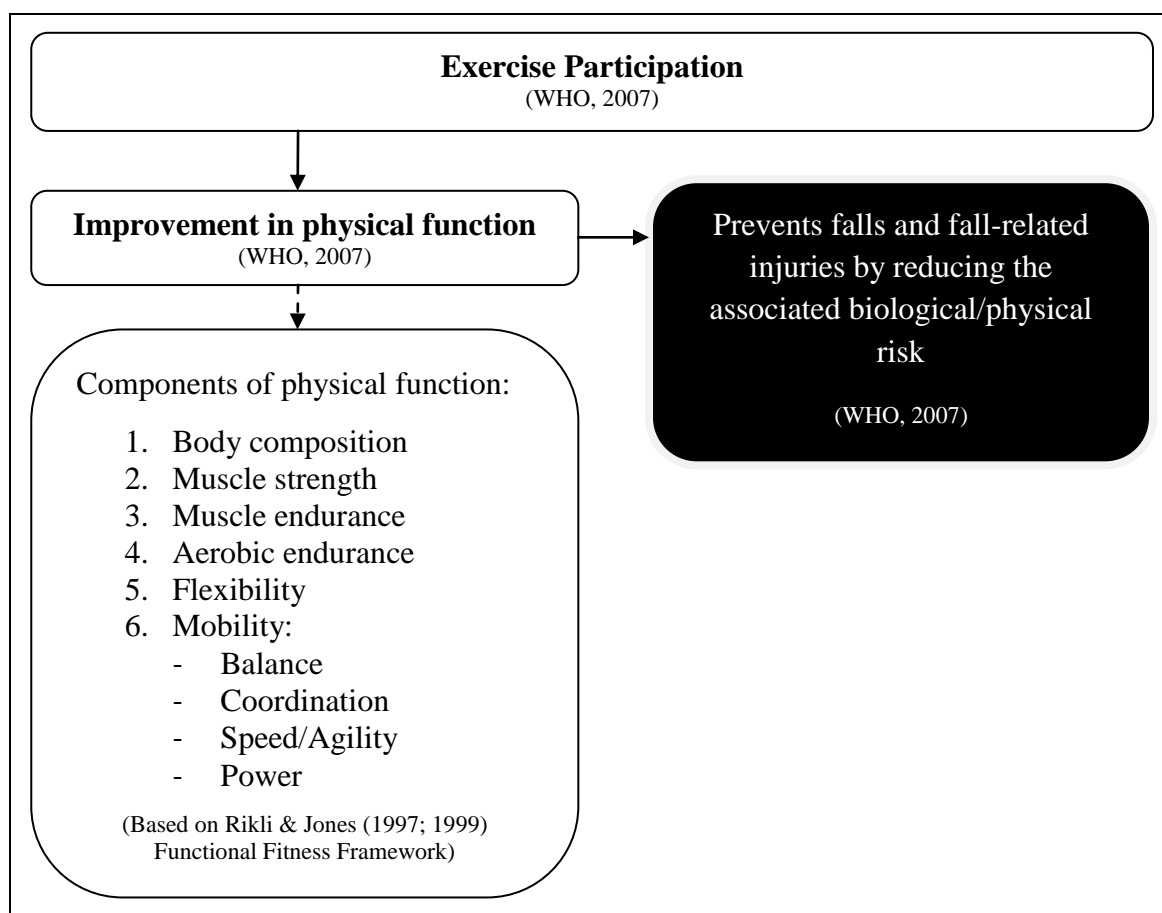 Exercise Participation
(WHO, 2007)
Improvement in physical function
(WHO, 2007)
Prevents falls and fall-related
injuries by reducing the
associated biological/physical
risk
(WHO, 2007)
Components of physical function:
1. Body composition
2. Muscle strength
3. Muscle endurance
4. Aerobic endurance
5. Flexibility
6. Mobility:
- Balance
- Coordination
- Speed/Agility
- Power
(Based on Rikli & Jones (1997; 1999)
Functional Fitness Framework)